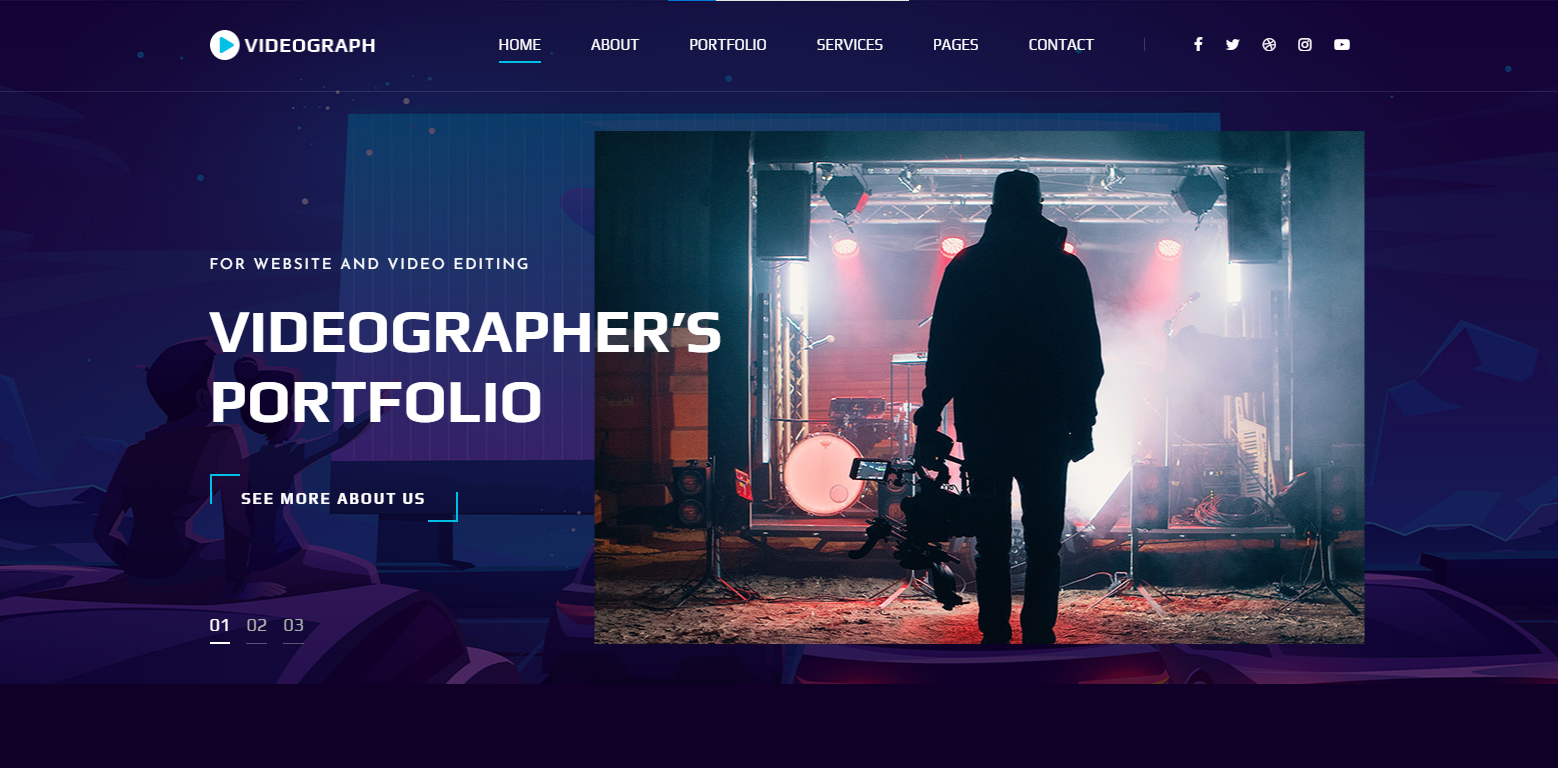 VIDEOGRAPH
HOME ABOUT PORTFOLIO SERVICES PAGES CONTACT
FOR WEBSITE AND VIDEO EDITING
VIDEOGRAPHER'S
PORTFOLIO
SEE MORE ABOUT US
01 02 03